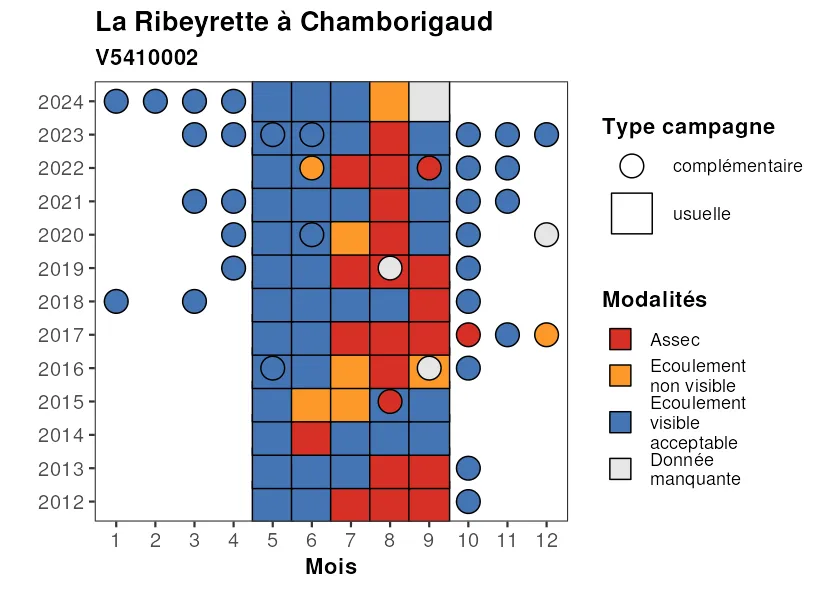 La Ribeyrette à Chamborigaud
V5410002
2024
2023
2022
2021
2020
2019
2018
2017
2016
2015
2014
2013
2012
1 2 3 4 5 6 7 8 9 10 11 12
Mois
Type campagne
complémentaire
usuelle
Modalités
Assec
Ecoulement
non visible
Ecoulement
visible
acceptable
Donnée
manquante